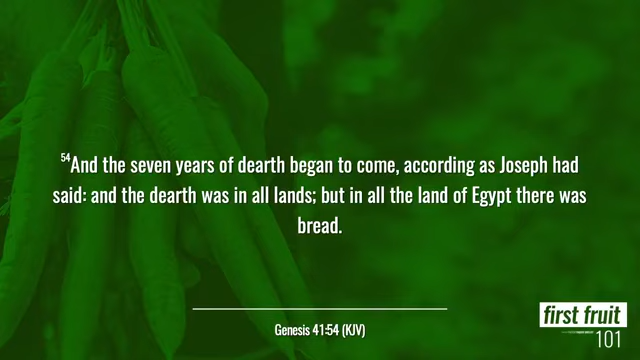 54And the seven years of dearth began to come, according as Joseph had
said: and the dearth was in all lands; but in all the land of Egypt there was
bread.
Genesis 41:54 (KJV)
first fruit
101